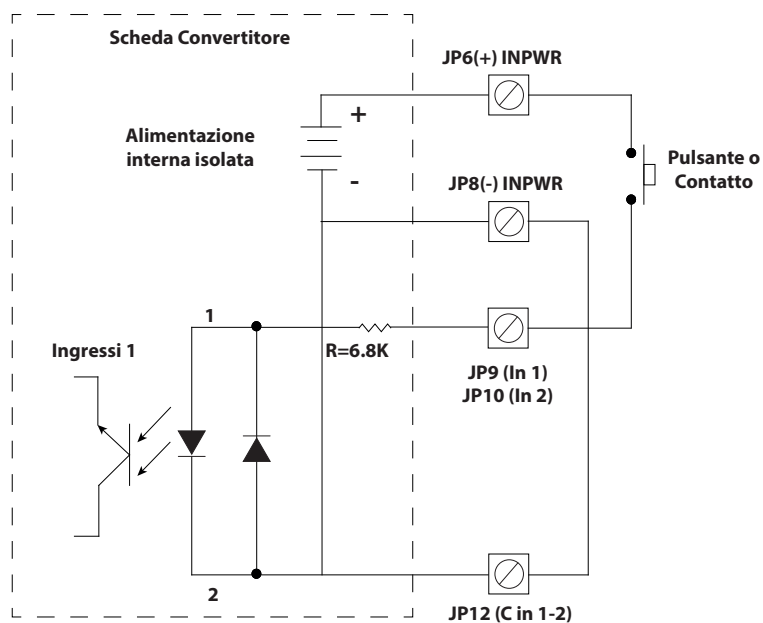 Scheda Convertitore
JP6(+) INPWR
+
Alimentazione
interna isolata
-
Pulsante o
Contatto
JP8(-) INPWR
1
Ingressi 1
R=6.8K
JP9 (In 1)
JP10 (In 2)
2
JP12 (C in 1-2)